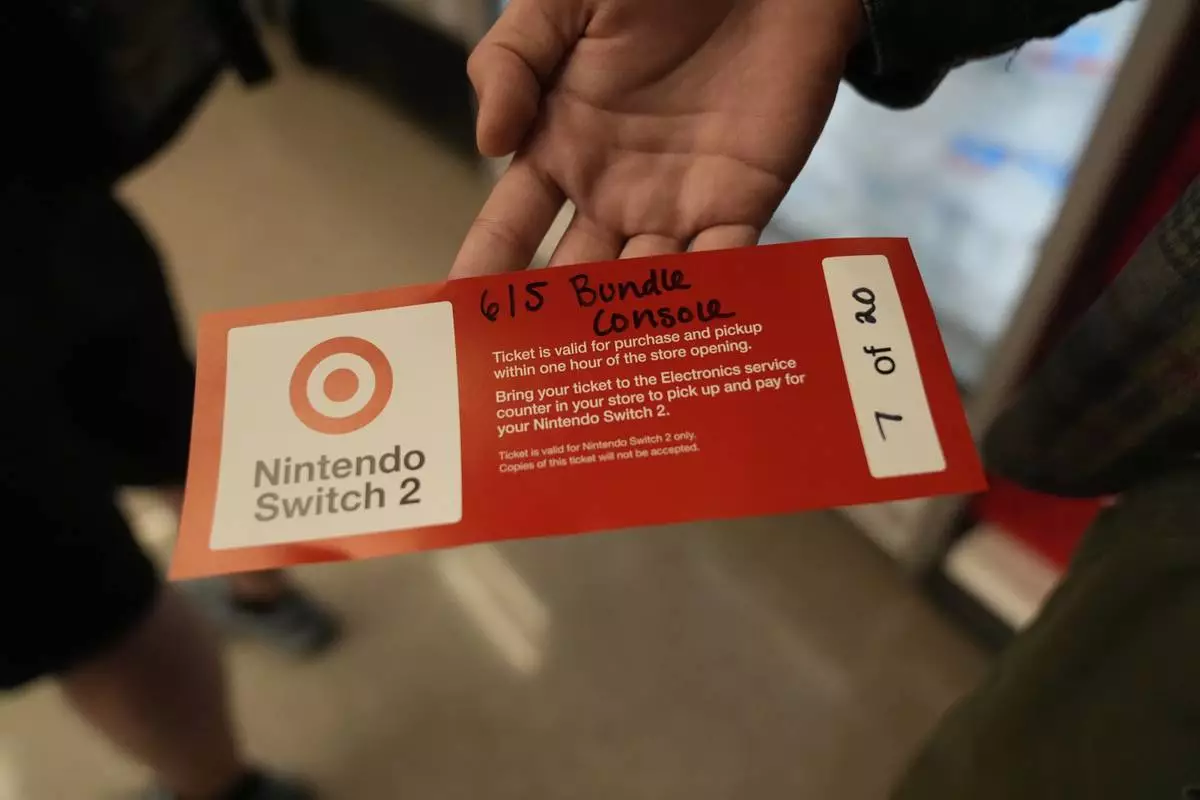 6/5 Bundle
Console
Ticket is valid for purchase and pickup
within one hour of the store opening.
Bring your ticket to the Electronics service
counter in your store to pick up and pay for
your Nintendo Switch 2.
Ticket is valid for Nintendo Switch 2 only.
Copies of this ticket will not be accepted.
Nintendo
Switch 2
7 of 20